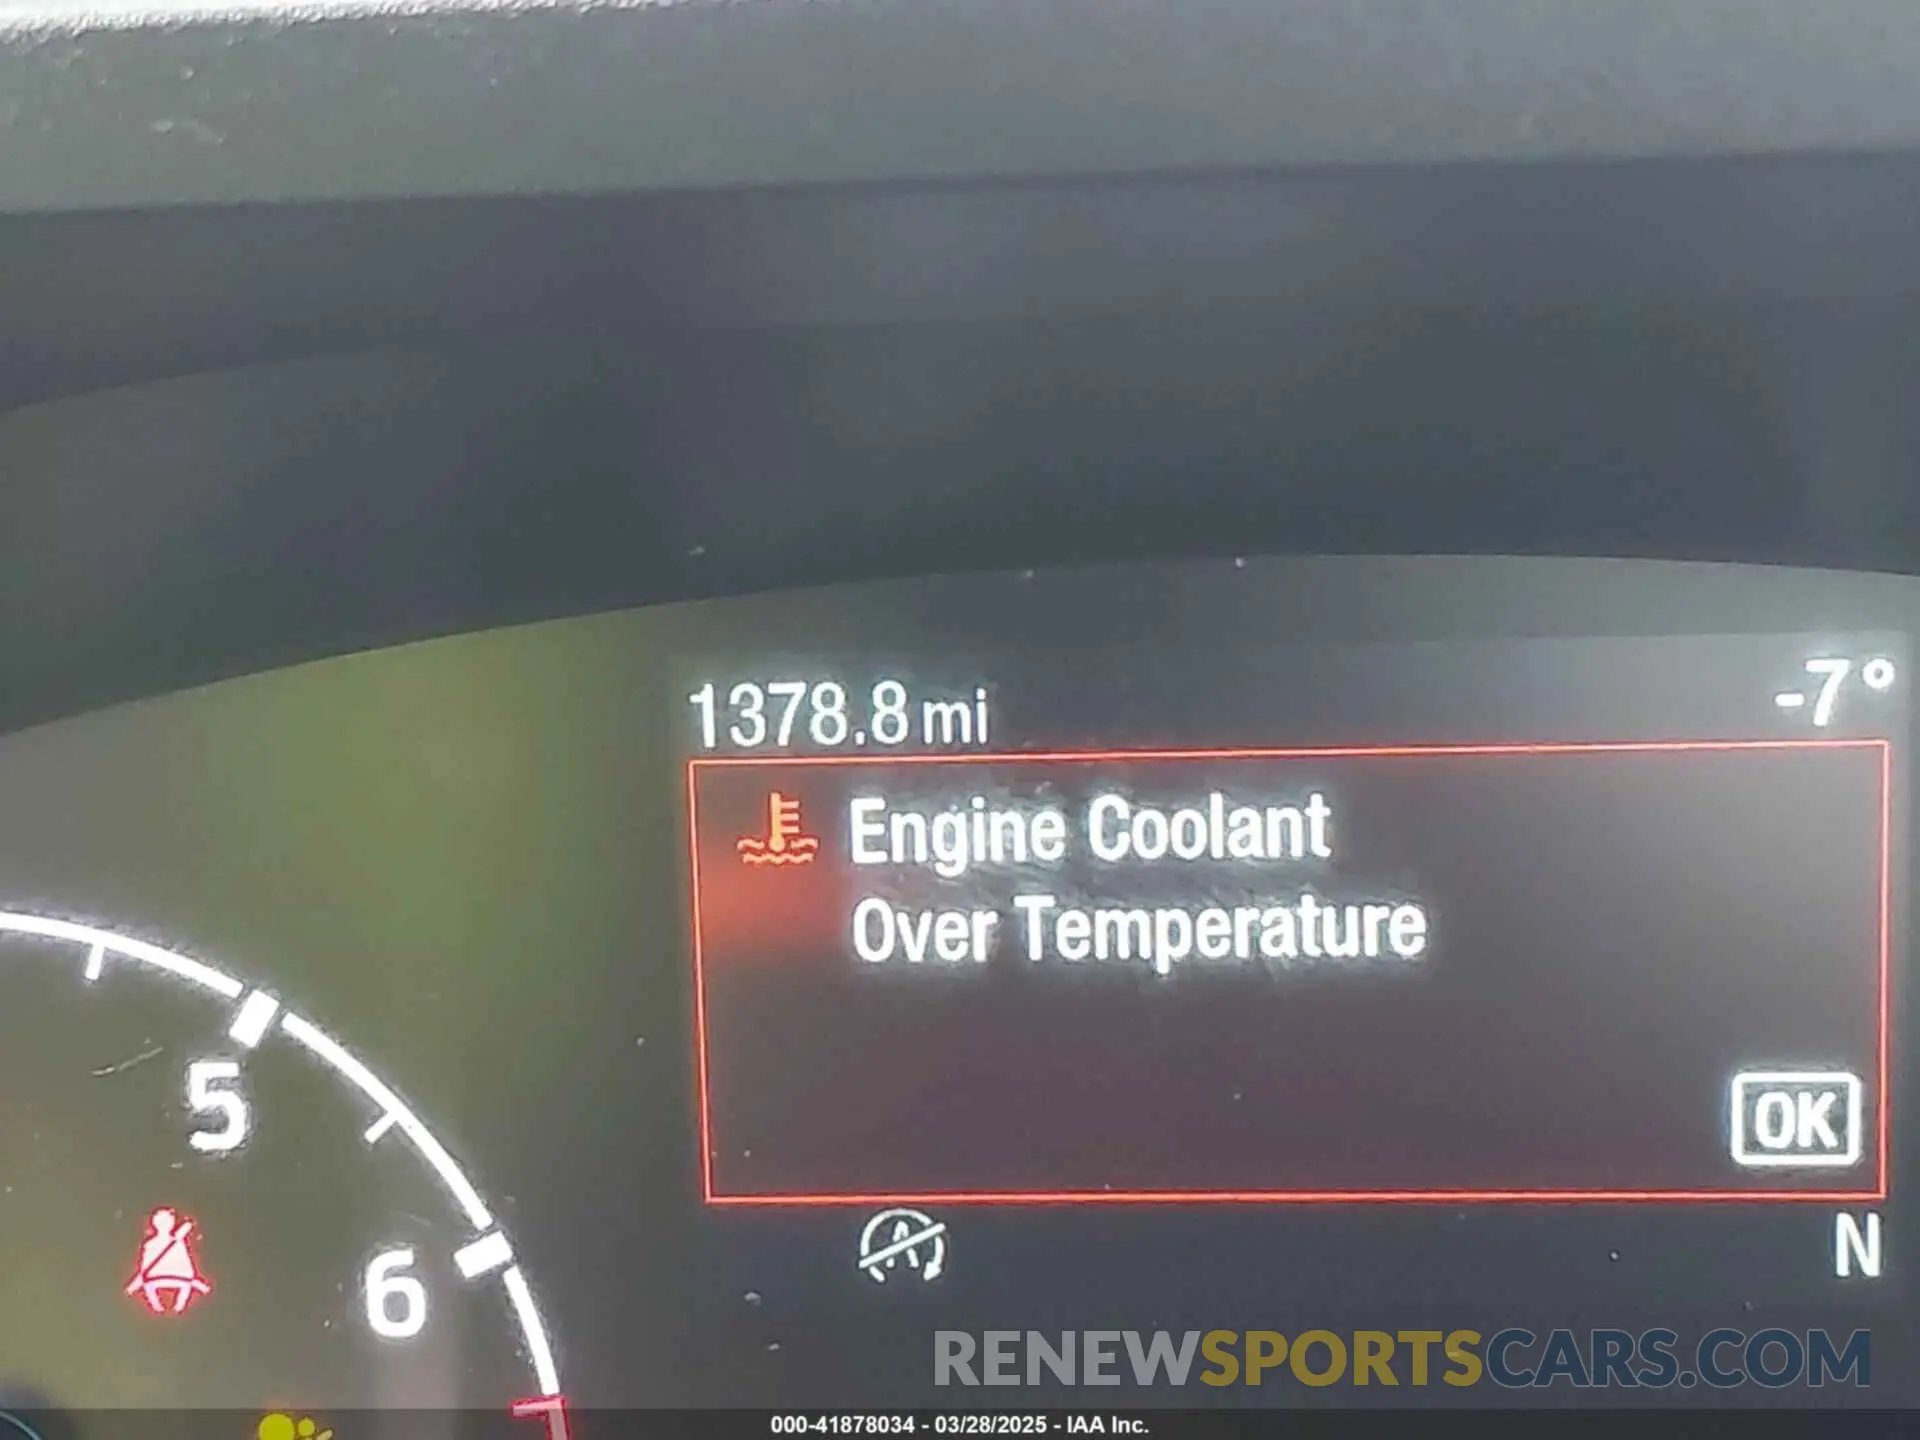 1378.8 mi
-7°
Engine Coolant
Over Temperature
OK
5
6
N
RENEWSPORTSCARS.COM
000-41878034 - 03/28/2025 - IAA Inc.